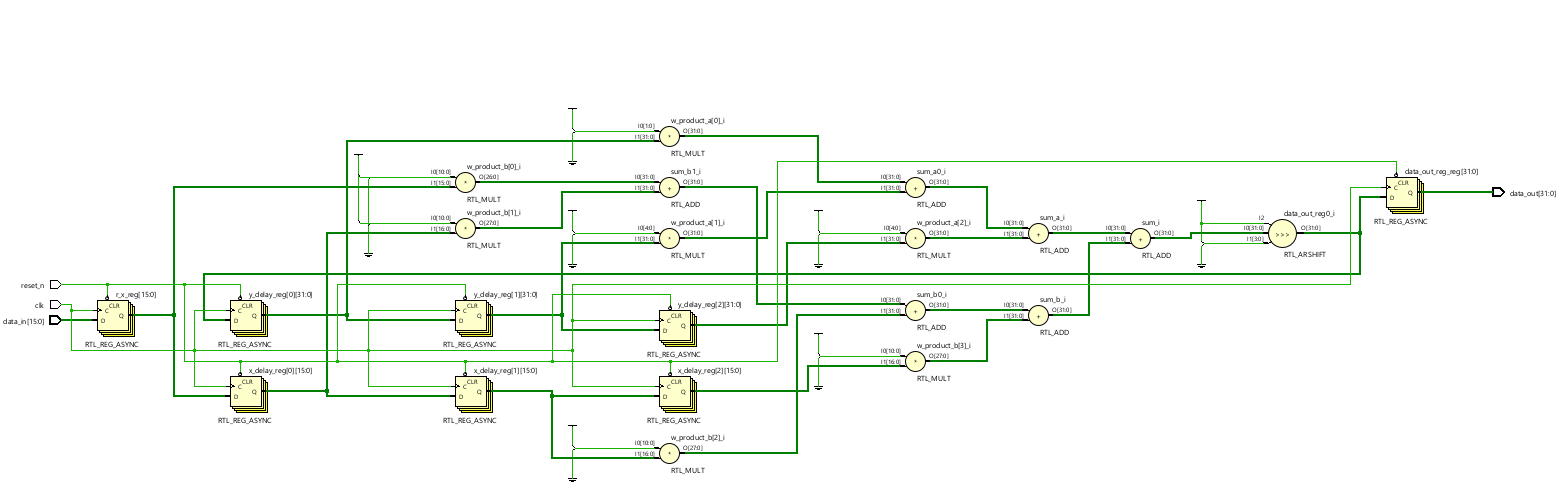 w_product_a[0]_i
I0[1:0]
I1[31:0]
*
O[31:0]
RTL_MULT
w_product_b[0]_i
I0[10:0]
I1[15:0]
*
O[26:0]
RTL_MULT
sum_b1_i
I0[31:0]
I1[31:0]
+
O[31:0]
RTL_ADD
sum_a0_i
I0[31:0]
I1[31:0]
+
O[31:0]
RTL_ADD
data_out_reg_reg[31:0]
CLR
C
Q
D
RTL_REG_ASYNC
data_out[31:0]
w_product_b[1]_i
I0[10:0]
I1[16:0]
*
O[27:0]
RTL_MULT
w_product_a[1]_i
I0[4:0]
I1[31:0]
*
O[31:0]
RTL_MULT
w_product_a[2]_i
I0[4:0]
I1[31:0]
*
O[31:0]
RTL_MULT
sum_a_i
I0[31:0]
I1[31:0]
+
O[31:0]
RTL_ADD
sum_i
I0[31:0]
I1[31:0]
+
O[31:0]
RTL_ADD
data_out_reg0_i
I2
I0[31:0]
I1[3:0]
>>>
O[31:0]
RTL_ARSHIFT
reset_n
clk
data_in[15:0]
r_x_reg[15:0]
CLR
C
Q
D
RTL_REG_ASYNC
y_delay_reg[0][31:0]
CLR
C
Q
D
RTL_REG_ASYNC
y_delay_reg[1][31:0]
CLR
C
Q
D
RTL_REG_ASYNC
y_delay_reg[2][31:0]
CLR
C
Q
D
RTL_REG_ASYNC
sum_b0_i
I0[31:0]
I1[31:0]
+
O[31:0]
RTL_ADD
sum_b_i
I0[31:0]
I1[31:0]
+
O[31:0]
RTL_ADD
w_product_b[3]_i
I0[10:0]
I1[16:0]
*
O[27:0]
RTL_MULT
x_delay_reg[0][15:0]
CLR
C
Q
D
RTL_REG_ASYNC
x_delay_reg[1][15:0]
CLR
C
Q
D
RTL_REG_ASYNC
x_delay_reg[2][15:0]
CLR
C
Q
D
RTL_REG_ASYNC
w_product_b[2]_i
I0[10:0]
I1[16:0]
*
O[27:0]
RTL_MULT